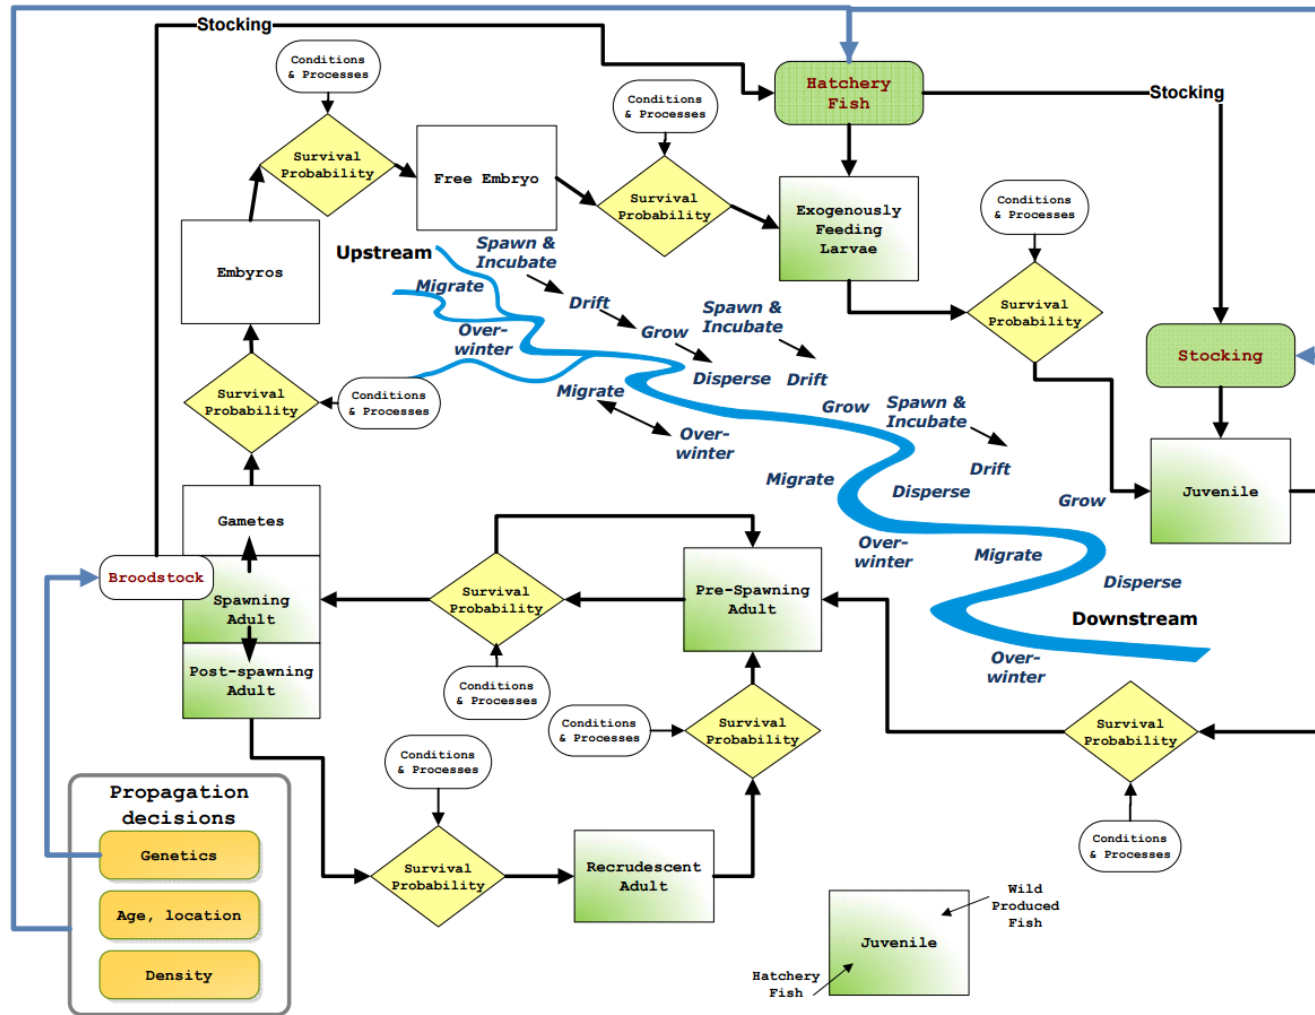 Stocking
Conditions
& Processes
Hatchery
Fish
Stocking
Conditions
& Processes
Survival
Probability
Free Embryo
Survival
Probability
Exogenously
Feeding
Larvae
Conditions
& Processes
Embyros
Upstream
Spawn &
Incubate
Migrate
Drift
Over-
winter
Grow
Spawn &
Incubate
Survival
Probability
Stocking
Survival
Probability
Conditions
& Processes
Migrate
Disperse
Drift
Grow
Spawn &
Incubate
Over-
winter
Drift
Migrate
Disperse
Grow
Juvenile
Gametes
Over-
winter
Migrate
Disperse
Broodstock
Spawning
Adult
Survival
Probability
Pre-Spawning
Adult
Downstream
Over-
winter
Post-spawning
Adult
Conditions
& Processes
Conditions
& Processes
Survival
Probability
Survival
Probability
Conditions
& Processes
Propagation
decisions
Genetics
Age, location
Density
Survival
Probability
Recrudescent
Adult
Conditions
& Processes
Wild
Produced
Fish
Juvenile
Hatchery
Fish